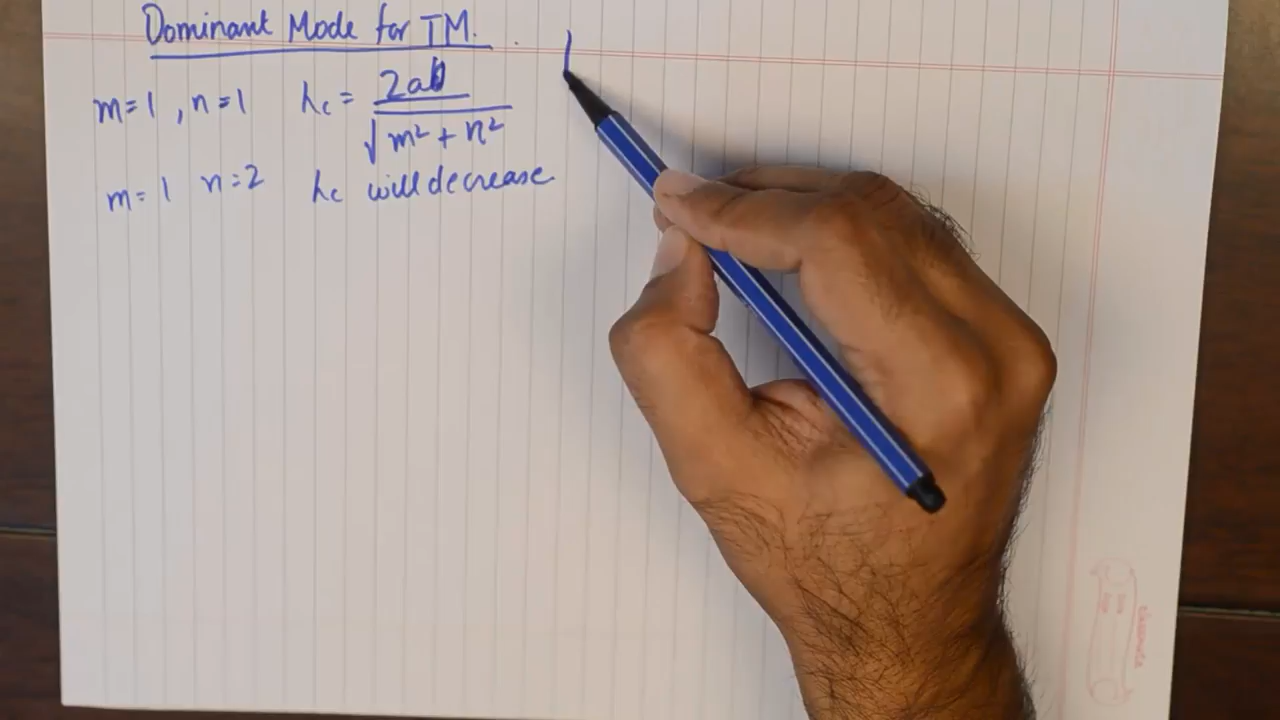 Dominant Mode for TM.
m=1, n=1 λc = 2ab / √m² + n²
m=1 n=2 λc will decrease